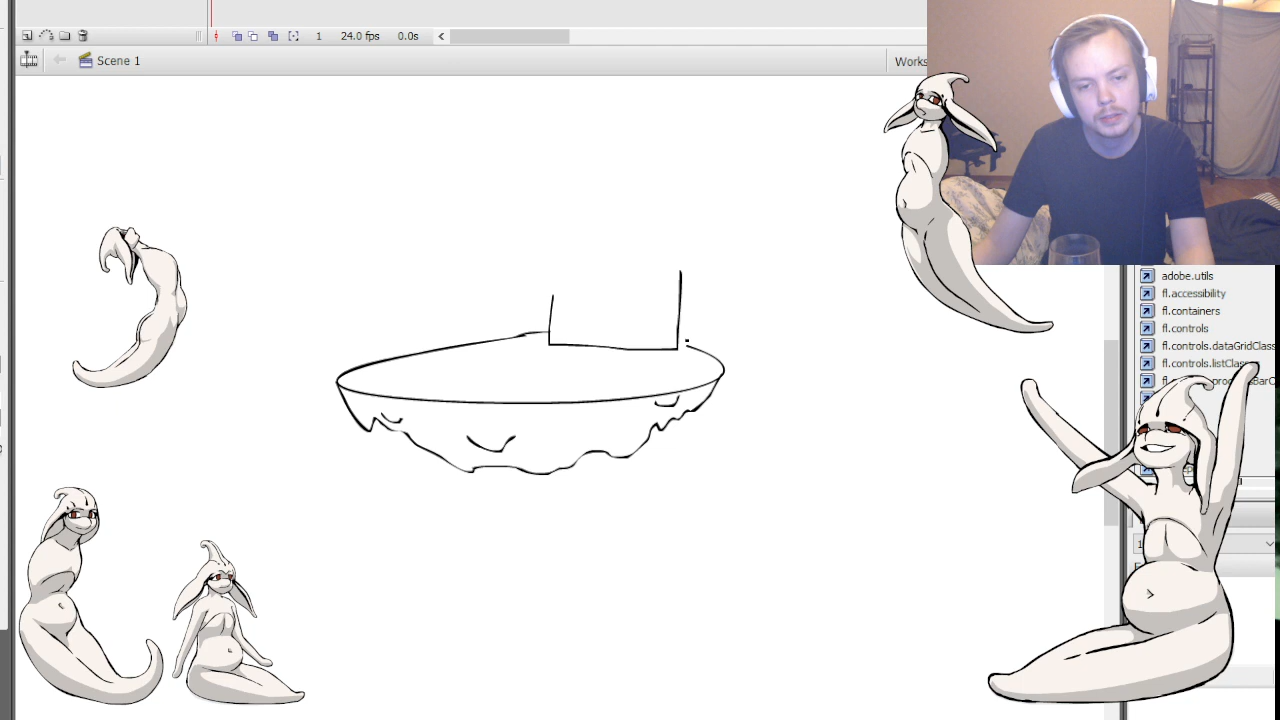 1 24.0 fps 0.0s
Scene 1
Works
adobe.utils
fl.accessibility
fl.containers
fl.controls
fl.controls.dataGridClass
fl.controls.listClass